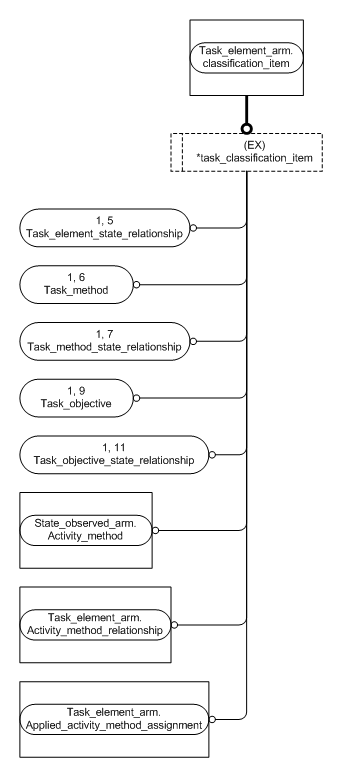 Task_element_arm.
classification_item
(EX)
*task_classification_item
1, 5
Task_element_state_relationship
1, 6
Task_method
1, 7
Task_method_state_relationship
1, 9
Task_objective
1, 11
Task_objective_state_relationship
State_observed_arm.
Activity_method
Task_element_arm.
Activity_method_relationship
Task_element_arm.
Applied_activity_method_assignment